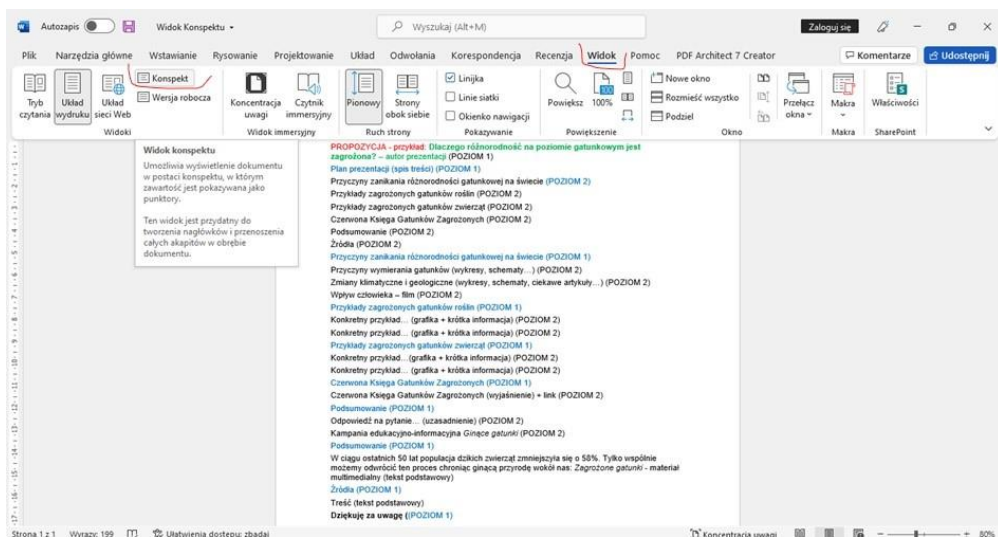 Autozapis
Widok Konspektu
Wyszukaj (Alt+M)
Zaloguj się
Plik Narzędzia główne Wstawianie Rysowanie Projektowanie Układ Odwołania Korespondencja Recenzja Widok Pomoc PDF Architect 7 Creator
Komentarze
Udostępnij
Tryb czytania
Układ wydruku
Układ sieci Web
Konspekt
Wersja robocza
Widoki
Koncentracja uwagi
Czytnik immersyjny
Widok immersyjny
Pionowy
Strony obok siebie
Ruch strony
Linijka
Linie siatki
Okienko nawigacji
Pokazywanie
Powiększ
100%
Powiększenie
Nowe okno
Rozmieść wszystko
Podziel
Przełącz okna
Okno
Makra
Makra
Właściwości
SharePoint
Widok konspektu
Umożliwia wyświetlenie dokumentu
w postaci konspektu, w którym
zawartość jest pokazywana jako
punktory.
Ten widok jest przydatny do
tworzenia nagłówków i przenoszenia
całych akapitów w obrębie
dokumentu.
PROPOZYCJA - przykład: Dlaczego różnorodność na poziomie gatunkowym jest
zagrożona? – autor prezentacji (POZIOM 1)
Plan prezentacji (spis treści) (POZIOM 1)
Przyczyny zanikania różnorodności gatunkowej na świecie (POZIOM 2)
Przykłady zagrożonych gatunków roślin (POZIOM 2)
Przykłady zagrożonych gatunków zwierząt (POZIOM 2)
Czerwona Księga Gatunków Zagrożonych (POZIOM 2)
Podsumowanie (POZIOM 2)
Źródła (POZIOM 2)
Przyczyny zanikania różnorodności gatunkowej na świecie (POZIOM 1)
Przyczyny wymierania gatunków (wykresy, schematy…) (POZIOM 2)
Zmiany klimatyczne i geologiczne (wykresy, schematy, ciekawe artykuły…) (POZIOM 2)
Wpływ człowieka – film (POZIOM 2)
Przykłady zagrożonych gatunków roślin (POZIOM 1)
Konkretny przykład… (grafika + krótka informacja) (POZIOM 2)
Konkretny przykład… (grafika + krótka informacja) (POZIOM 2)
Przykłady zagrożonych gatunków zwierząt (POZIOM 1)
Konkretny przykład…(grafika + krótka informacja) (POZIOM 2)
Konkretny przykład… (grafika + krótka informacja) (POZIOM 2)
Czerwona Księga Gatunków Zagrożonych (POZIOM 1)
Czerwona Księga Gatunków Zagrożonych (wyjaśnienie) + link (POZIOM 2)
Podsumowanie (POZIOM 1)
Odpowiedź na pytanie… (uzasadnienie) (POZIOM 2)
Kampania edukacyjno-informacyjna Ginące gatunki (POZIOM 2)
Podsumowanie (POZIOM 1)
W ciągu ostatnich 50 lat populacja dzikich zwierząt zmniejszyła się o 58%. Tylko wspólnie
możemy odwrócić ten proces chroniąc ginącą przyrodę wokół nas: Zagrożone gatunki - materiał
multimedialny (tekst podstawowy)
Źródła (POZIOM 1)
Treść (tekst podstawowy)
Dziękuję za uwagę ((POZIOM 1)
Strona 1 z 1 Wyrazy: 199 Ułatwienia dostępu: zbadaj Koncentracja uwagi 80%